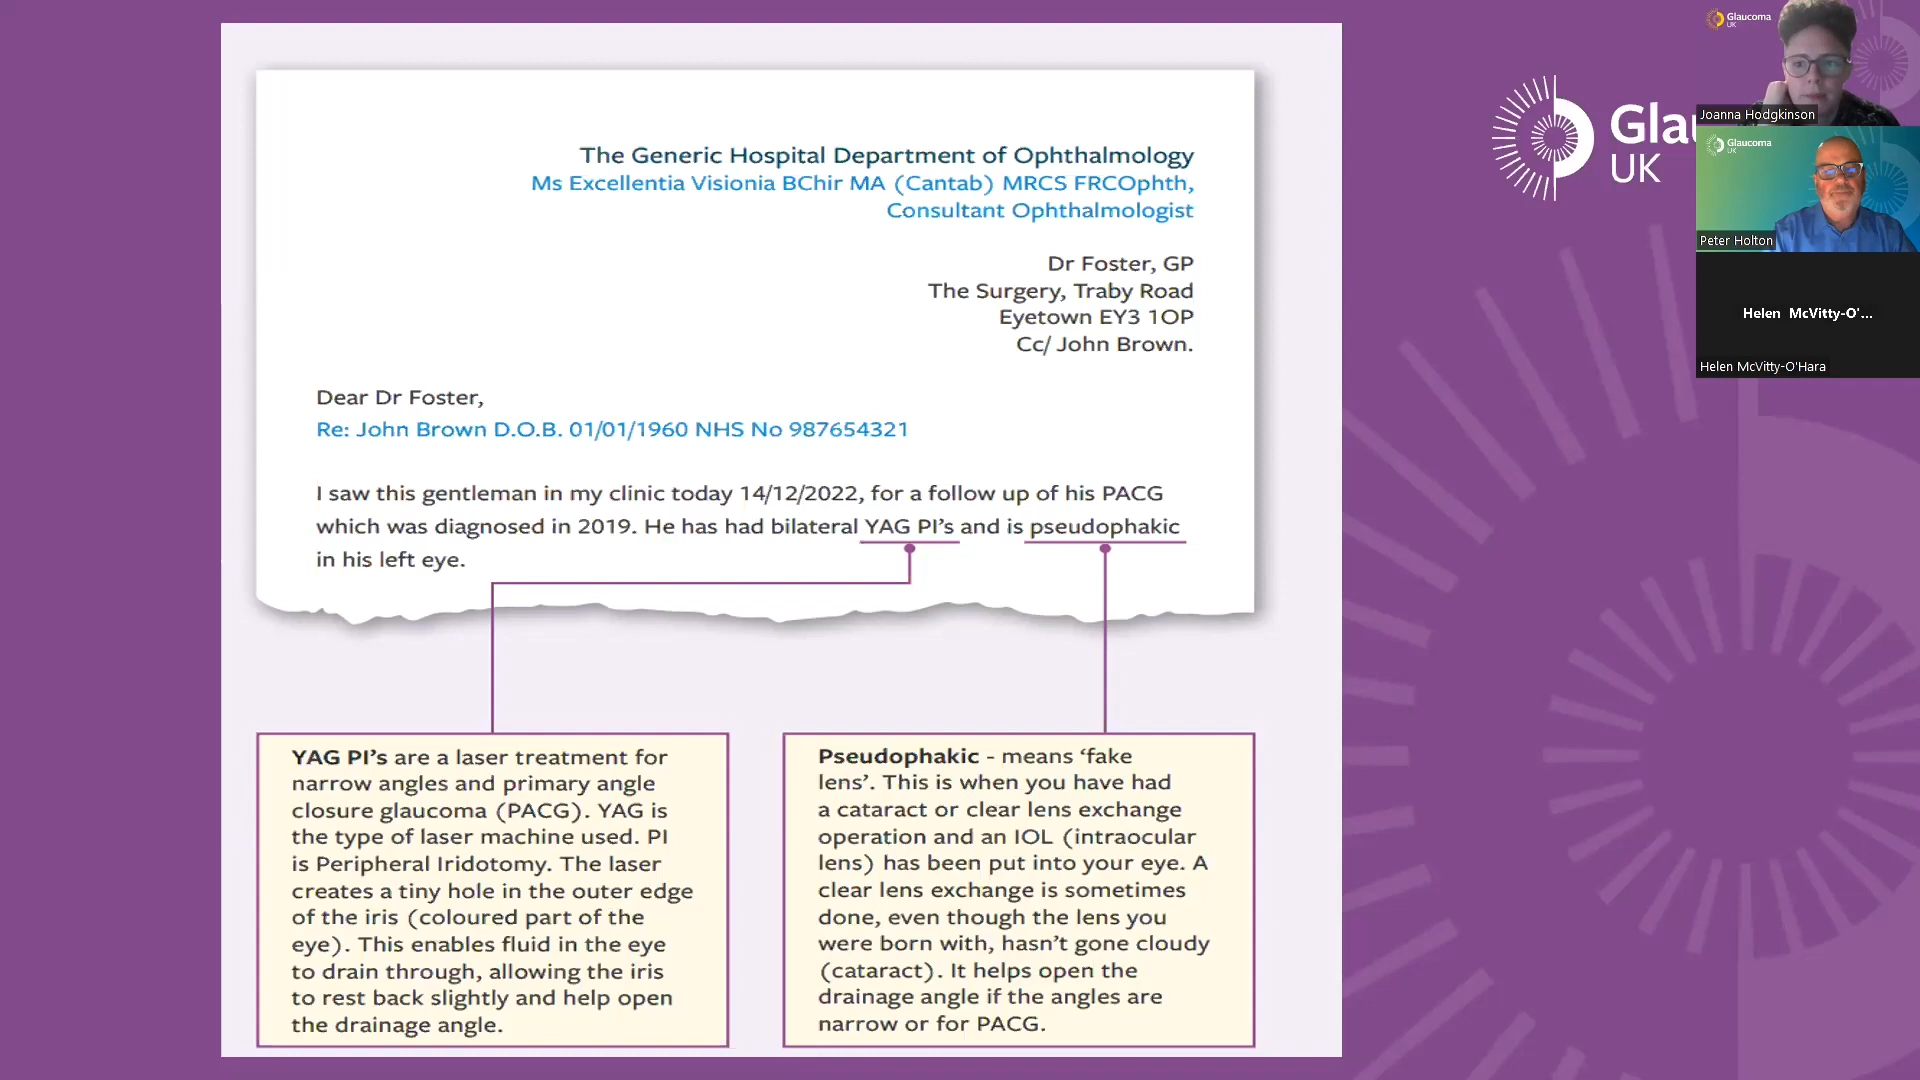 The Generic Hospital Department of Ophthalmology
Ms Excellentia Visionia BChir MA (Cantab) MRCS FRCOphth,
Consultant Ophthalmologist
Dr Foster, GP
The Surgery, Traby Road
Eyetown EY3 1OP
Cc/ John Brown.
Dear Dr Foster,
Re: John Brown D.O.B. 01/01/1960 NHS No 987654321
I saw this gentleman in my clinic today 14/12/2022, for a follow up of his PACG
which was diagnosed in 2019. He has had bilateral YAG PI’s and is pseudophakic
in his left eye.
YAG PI’s are a laser treatment for
narrow angles and primary angle
closure glaucoma (PACG). YAG is
the type of laser machine used. PI
is Peripheral Iridotomy. The laser
creates a tiny hole in the outer edge
of the iris (coloured part of the
eye). This enables fluid in the eye
to drain through, allowing the iris
to rest back slightly and help open
the drainage angle.
Pseudophakic - means ‘fake
lens’. This is when you have had
a cataract or clear lens exchange
operation and an IOL (intraocular
lens) has been put into your eye. A
clear lens exchange is sometimes
done, even though the lens you
were born with, hasn’t gone cloudy
(cataract). It helps open the
drainage angle if the angles are
narrow or for PACG.
Gla
UK
Glaucoma
UK
Joanna Hodgkinson
Glaucoma
UK
Peter Holton
Helen McVitty-O'...
Helen McVitty-O'Hara